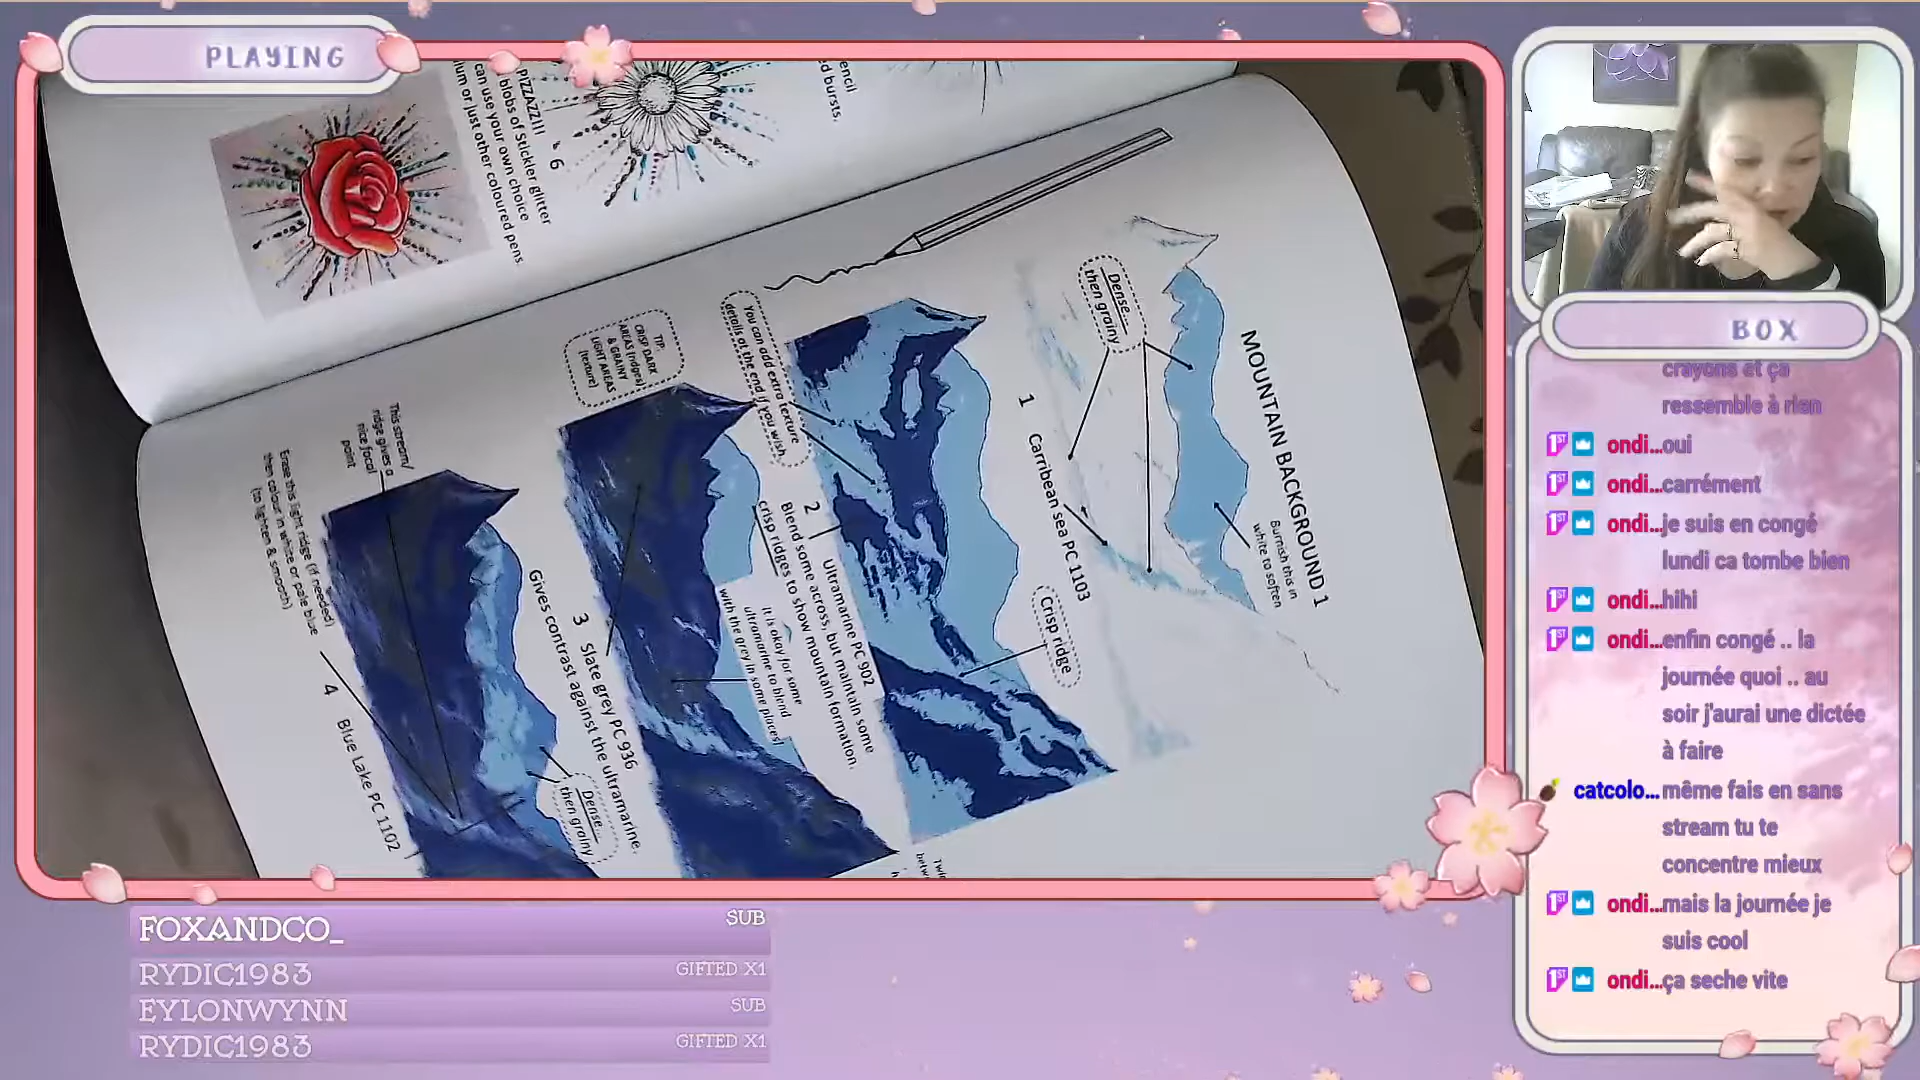 PLAYING
encil
ed bursts.
PIZZAZZ!!!
6
blobs of Stickler glitter
can use your own choice
lum or just other coloured pens.
MOUNTAIN BACKGROUND 1
Dense...
then grainy
Burnish this in
white to soften
1
Carribean sea PC 1103
You can add extra texture
details at the end if you wish.
Crisp ridge
2
Ultramarine PC 902
Blend some across, but maintain some
crisp ridges to show mountain formation.
TIP:
CRISP DARK
AREAS (ridges)
& GRAINY
LIGHT AREAS
(texture)
It is okay for some
ultramarine to blend
with the grey in some places!
3
Slate grey PC 936
Gives contrast against the ultramarine.
This stream/
ridge gives a
nice focal
point
Erase this light ridge (if needed)
then colour in white or pale blue
(to lighten & smooth)
Dense...
then grainy
4
Blue Lake PC 1102
BOX
crayons et ça
ressemble à rien
ondi...oui
ondi...carrément
ondi...je suis en congé
lundi ca tombe bien
ondi...hihi
ondi...enfin congé .. la
journée quoi .. au
soir j'aurai une dictée
à faire
catcolo...même fais en sans
stream tu te
concentre mieux
ondi...mais la journée je
suis cool
ondi...ça seche vite
FOXANDCO_ SUB
RYDIC1983 GIFTED X1
EYLONWYNN SUB
RYDIC1983 GIFTED X1